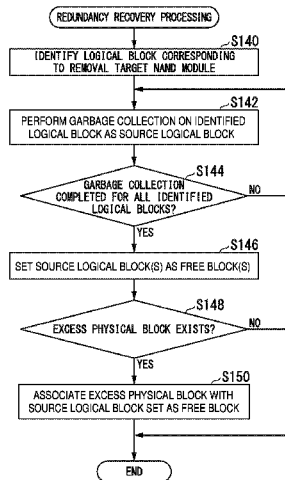 REDUNDANCY RECOVERY PROCESSING
S140
IDENTIFY LOGICAL BLOCK CORRESPONDING
TO REMOVAL TARGET NAND MODULE
S142
PERFORM GARBAGE COLLECTION ON IDENTIFIED
LOGICAL BLOCK AS SOURCE LOGICAL BLOCK
S144
GARBAGE COLLECTION
COMPLETED FOR ALL IDENTIFIED
LOGICAL BLOCKS?
NO
YES
S146
SET SOURCE LOGICAL BLOCK(S) AS FREE BLOCK(S)
S148
EXCESS PHYSICAL BLOCK EXISTS?
NO
YES
S150
ASSOCIATE EXCESS PHYSICAL BLOCK WITH
SOURCE LOGICAL BLOCK SET AS FREE BLOCK
END